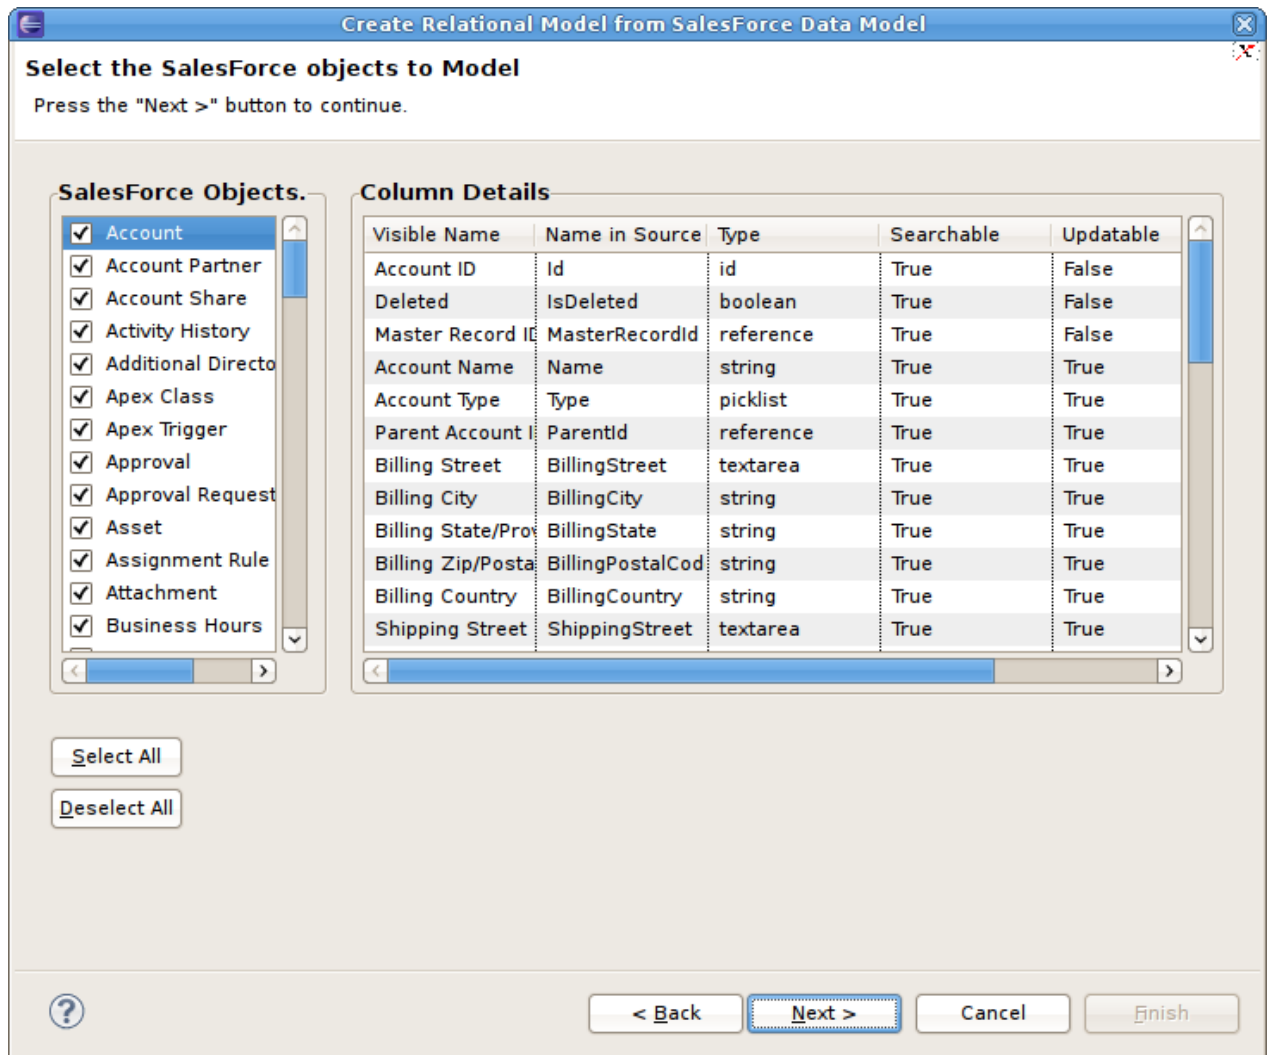 Create Relational Model from SalesForce Data Model
Select the SalesForce objects to Model
Press the "Next >" button to continue.
SalesForce Objects.
Account
Account Partner
Account Share
Activity History
Additional Directo
Apex Class
Apex Trigger
Approval
Approval Request
Asset
Assignment Rule
Attachment
Business Hours
Column Details
Visible Name Name in Source Type Searchable Updatable
Account ID Id id True False
Deleted IsDeleted boolean True False
Master Record ID MasterRecordId reference True False
Account Name Name string True True
Account Type Type picklist True True
Parent Account I ParentId reference True True
Billing Street BillingStreet textarea True True
Billing City BillingCity string True True
Billing State/Prov BillingState string True True
Billing Zip/Posta BillingPostalCod string True True
Billing Country BillingCountry string True True
Shipping Street ShippingStreet textarea True True
Select All
Deselect All
< Back Next > Cancel Finish